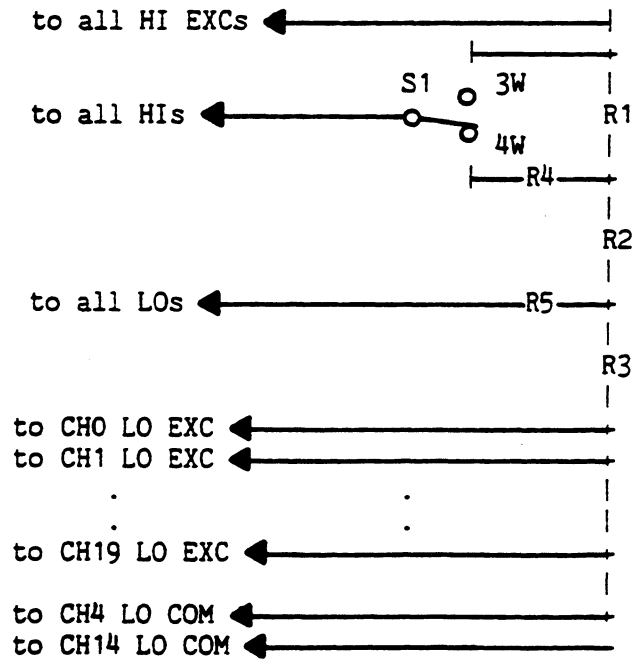 to all HI EXCs
S1 3W
to all HIs R1
4W
R4
R2
to all LOs R5
R3
to CH0 LO EXC
to CH1 LO EXC
. .
. .
to CH19 LO EXC
to CH4 LO COM
to CH14 LO COM